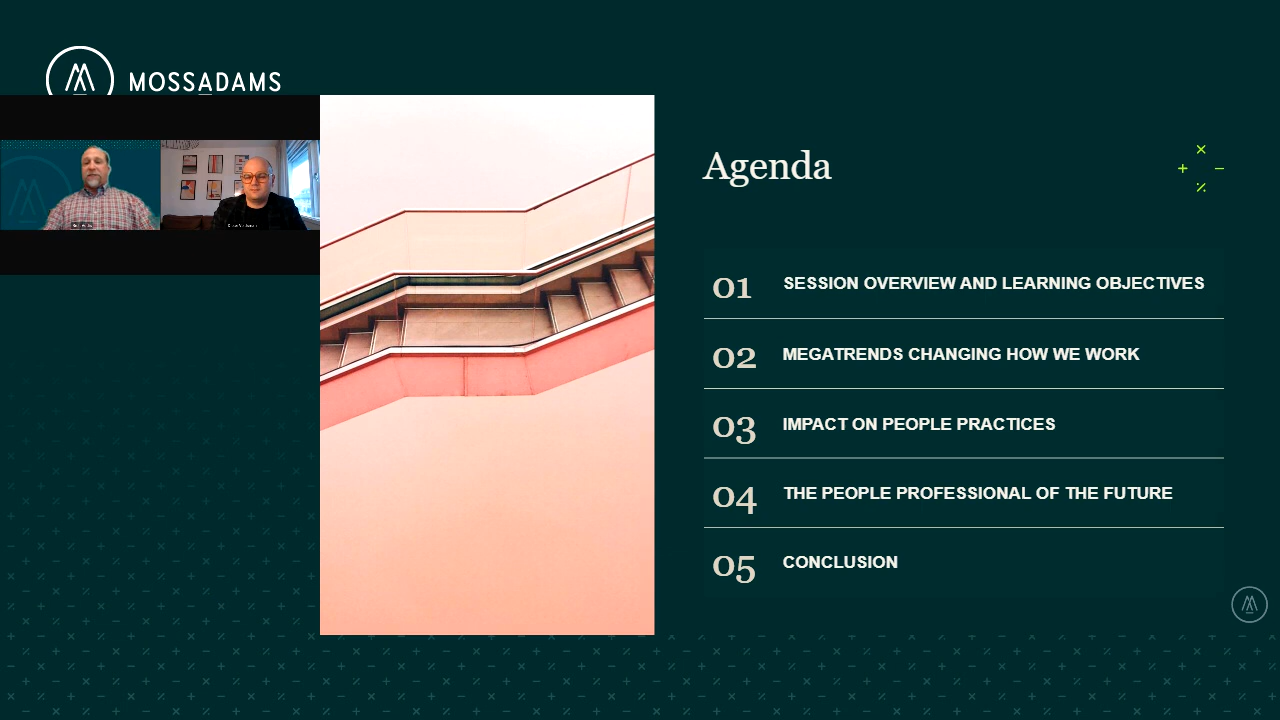 MOSSADAMS
Agenda
01 SESSION OVERVIEW AND LEARNING OBJECTIVES
02 MEGATRENDS CHANGING HOW WE WORK
03 IMPACT ON PEOPLE PRACTICES
04 THE PEOPLE PROFESSIONAL OF THE FUTURE
05 CONCLUSION